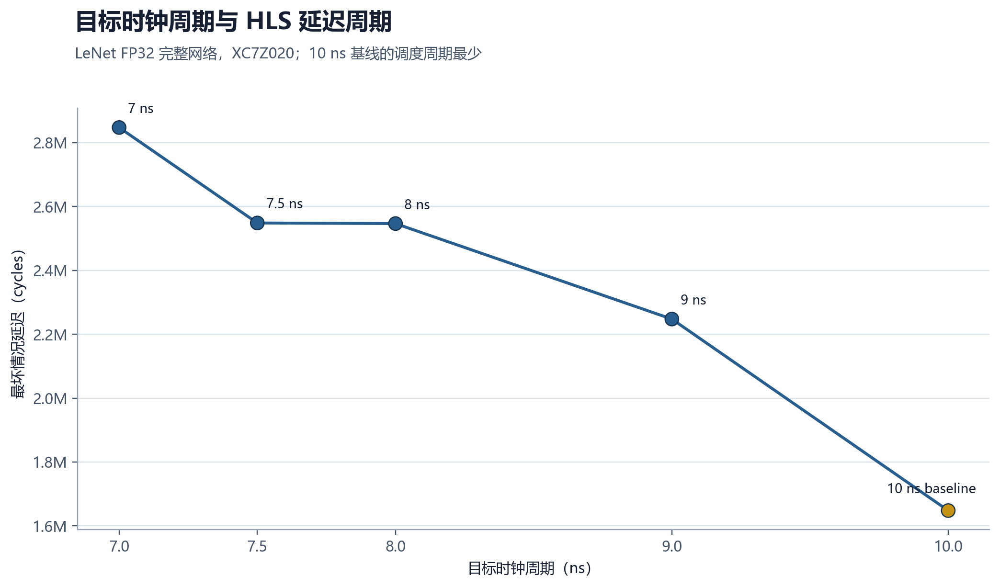 目标时钟周期与 HLS 延迟周期
LeNet FP32 完整网络，XC7Z020；10 ns 基线的调度周期最少
7 ns
2.8M
7.5 ns
8 ns
2.6M
2.4M
9 ns
2.2M
2.0M
1.8M
10 ns baseline
1.6M
最坏情况延迟（cycles）
7.0
7.5
8.0
9.0
10.0
目标时钟周期（ns）